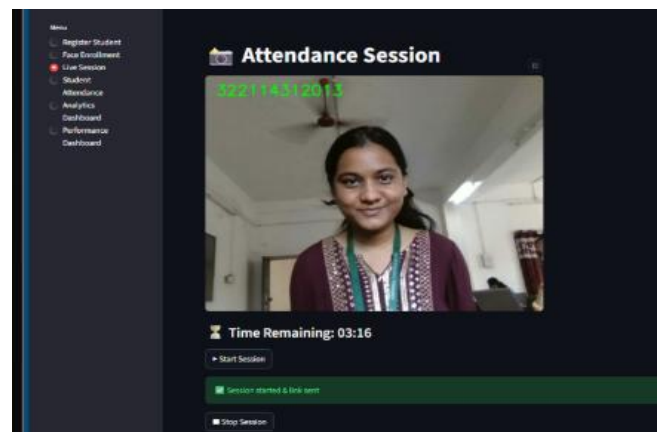 Menu
Register Student
Face Enrollment
Live Session
Student
Attendance
Analytics
Dashboard
Performance
Dashboard
Attendance Session
322114312013
Time Remaining: 03:16
Start Session
Session started & link sent
Stop Session